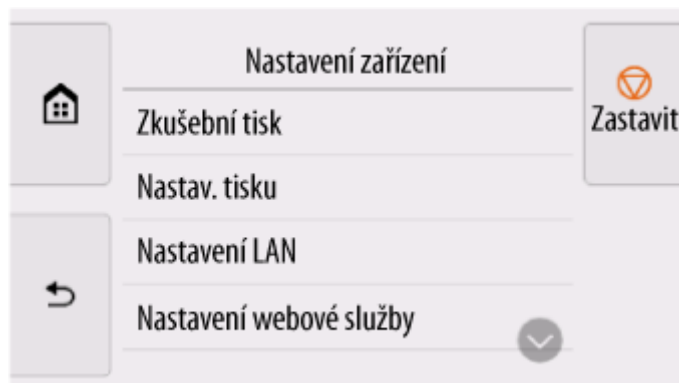 Nastavení zařízení
Zkušební tisk
Zastavit
Nastav. tisku
Nastavení LAN
Nastavení webové služby